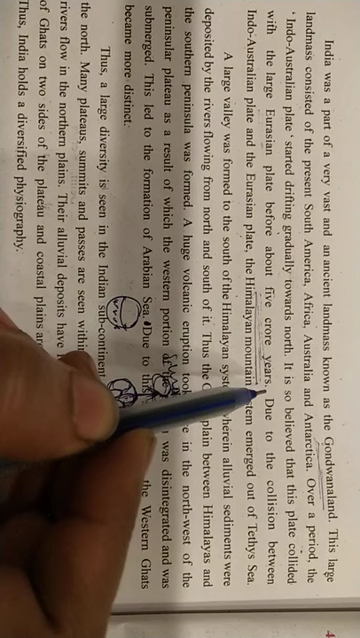 4
India was a part of a very vast and an ancient landmass known as the Gondwanaland. This large
landmass consisted of the present South America, Africa, Australia and Antarctica. Over a period, the
'Indo-Australian plate' started drifting gradually towards north. It is so believed that this plate collided
with the large Eurasian plate before about five crore years. Due to the collision between
Indo-Australian plate and the Eurasian plate, the Himalayan mountain tem emerged out of Tethys Sea.
A large valley was formed to the south of the Himalayan syst wherein alluvial sediments were
deposited by the rivers flowing from north and south of it. Thus the plain between Himalayas and
the southern peninsula was formed. A huge volcanic eruption took e in the north-west of the
peninsular plateau as a result of which the western portion was disintegrated and was
submerged. This led to the formation of Arabian Sea. Due to the Western Ghats
became more distinct.
Thus, a large diversity is seen in the Indian sub-continent
the north. Many plateaus, summits and passes are seen within
rivers flow in the northern plains. Their alluvial deposits have
of Ghats on two sides of the plateau and coastal plains are
Thus, India holds a diversified physiography.